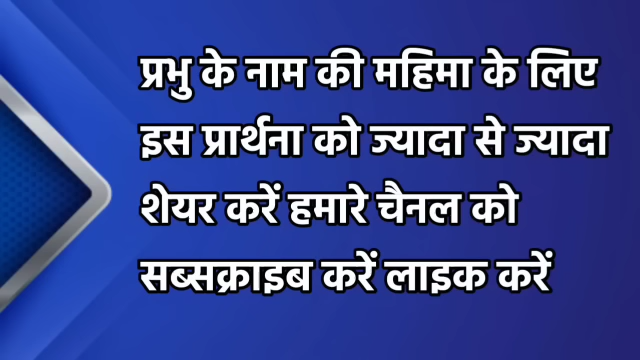 प्रभु के नाम की महिमा के लिए
इस प्रार्थना को ज्यादा से ज्यादा
शेयर करें हमारे चैनल को
सब्सक्राइब करें लाइक करें